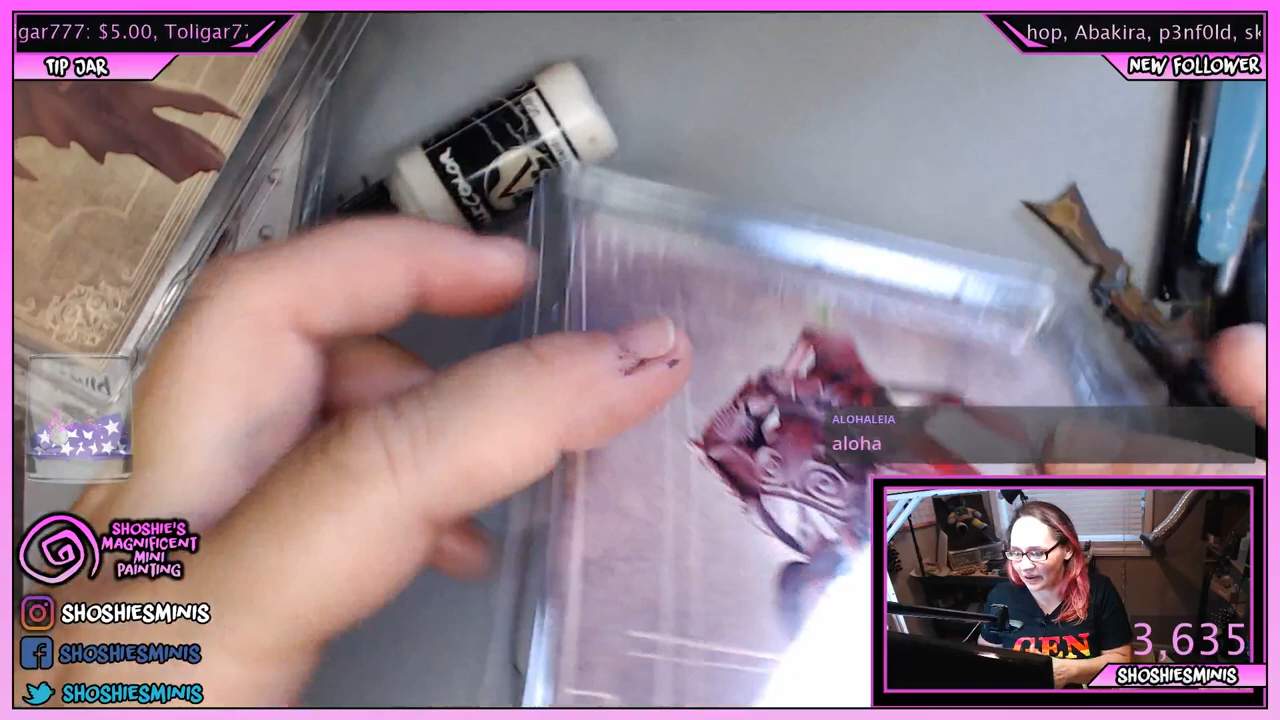 gar777: $5.00, Toligar77
hop, Abakira, p3nf0ld, sk
TIP JAR
NEW FOLLOWER
ALOHALEIA
aloha
SHOSHIE'S
MAGNIFICENT
MINI
PAINTING
SHOSHIESMINIS
SHOSHIESMINIS
SHOSHIESMINIS
GEN
3,635
SHOSHIESMINIS